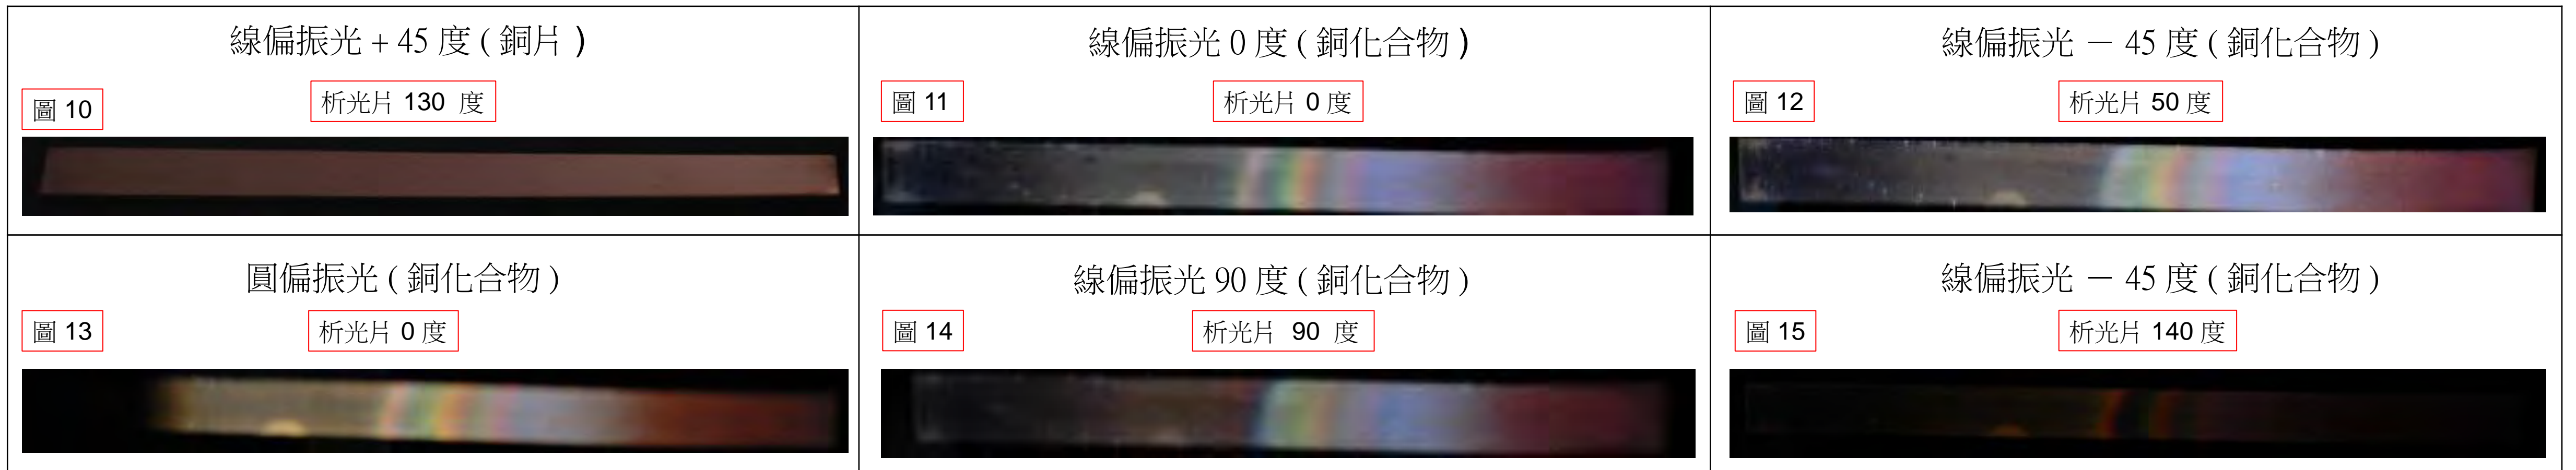 線偏振光 + 45 度 ( 銅片 )
圖 10
析光片 130 度
線偏振光 0 度 ( 銅化合物 )
圖 11
析光片 0 度
線偏振光 － 45 度 ( 銅化合物 )
圖 12
析光片 50 度
圓偏振光 ( 銅化合物 )
圖 13
析光片 0 度
線偏振光 90 度 ( 銅化合物 )
圖 14
析光片 90 度
線偏振光 － 45 度 ( 銅化合物 )
圖 15
析光片 140 度